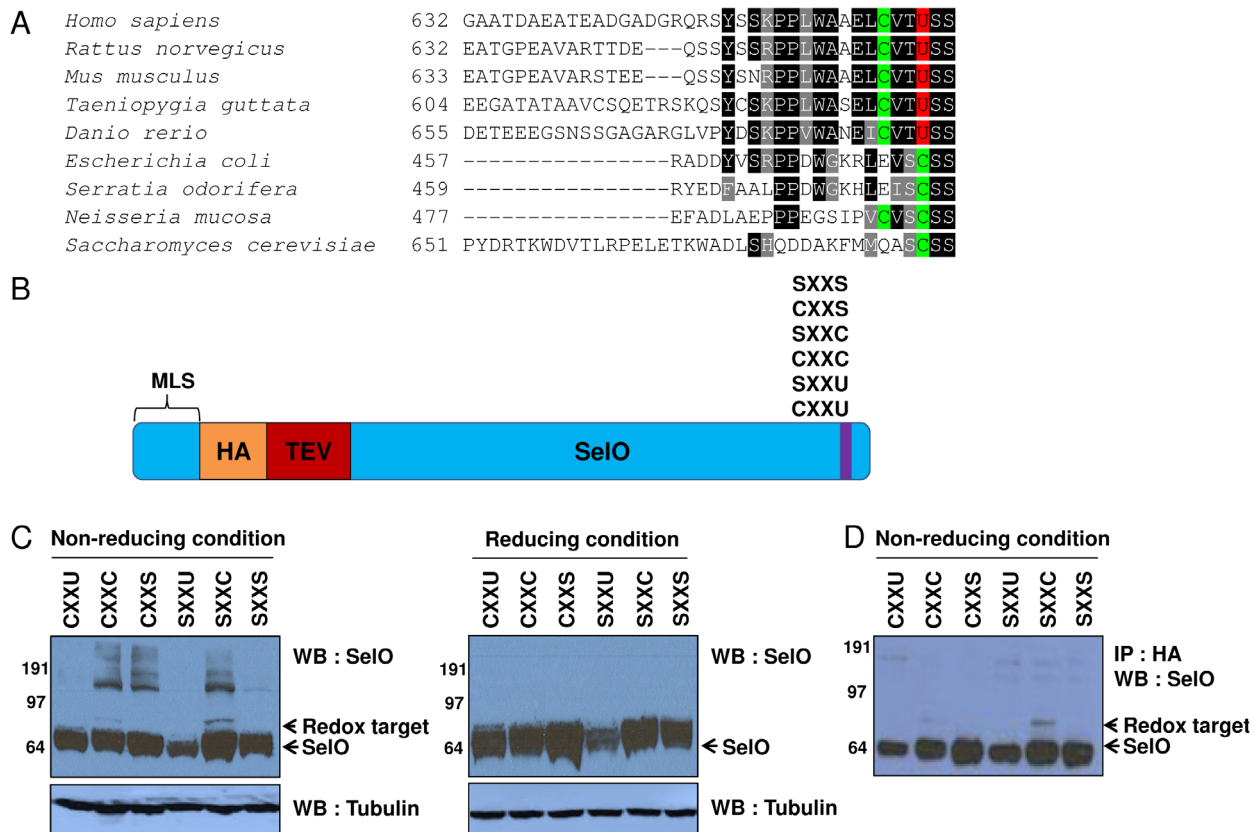 A
Homo sapiens 632 GAATDAEATEADGADGRQRSYSSKPPLWAAELCVTUSS
Rattus norvegicus 632 EATGPEAVARTTDE---QSSYSSRPPLWAAELCVTUSS
Mus musculus 633 EATGPEAVARSTEE---QSSYSNRPPLWAAELCVTUSS
Taeniopygia guttata 604 EEGATATAAVCSQETRSKQSYCSKPPLWASELCVTUSS
Danio rerio 655 DETEEEGSNSSGAGARGLVPYDSKPPVWANEICVTUSS
Escherichia coli 457 ----------------RADDYVSRPPDWGKRLEVSCSS
Serratia odorifera 459 ----------------RYEDFAALPPDWGKHLEISCSS
Neisseria mucosa 477 ----------------EFADLAEPPPEGSIPVCVSCSS
Saccharomyces cerevisiae 651 PYDRTKWDVTLRPELETKWADLSHQDDAKFMMQASCSS
B
SXXS
CXXS
SXXC
CXXC
SXXU
CXXU
MLS
HA TEV SelO
C
Non-reducing condition
CXXU CXXC CXXS SXXU SXXC SXXS
191
97
64
WB : SelO
Redox target
SelO
WB : Tubulin
Reducing condition
CXXU CXXC CXXS SXXU SXXC SXXS
191
97
64
WB : SelO
SelO
WB : Tubulin
D
Non-reducing condition
CXXU CXXC CXXS SXXU SXXC SXXS
191
97
64
IP : HA
WB : SelO
Redox target
SelO